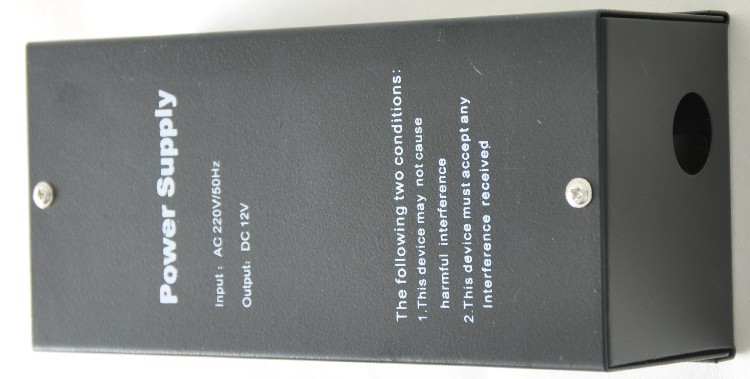 Power Supply
Input: AC 220V/50Hz
Output: DC 12V
The following two conditions:
1.This device may not cause
harmful interference
2.This device must accept any
Interference received